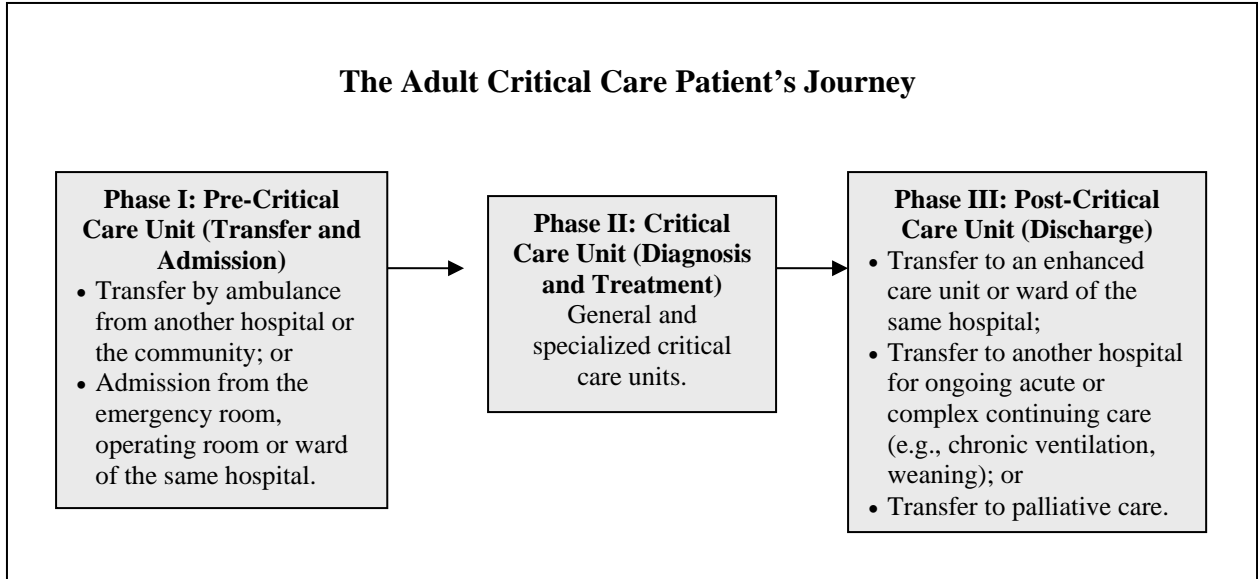 The Adult Critical Care Patient’s Journey
Phase I: Pre-Critical
Care Unit (Transfer and
Admission)
• Transfer by ambulance
from another hospital or
the community; or
• Admission from the
emergency room,
operating room or ward
of the same hospital.
Phase II: Critical
Care Unit (Diagnosis
and Treatment)
General and
specialized critical
care units.
Phase III: Post-Critical
Care Unit (Discharge)
• Transfer to an enhanced
care unit or ward of the
same hospital;
• Transfer to another hospital
for ongoing acute or
complex continuing care
(e.g., chronic ventilation,
weaning); or
• Transfer to palliative care.